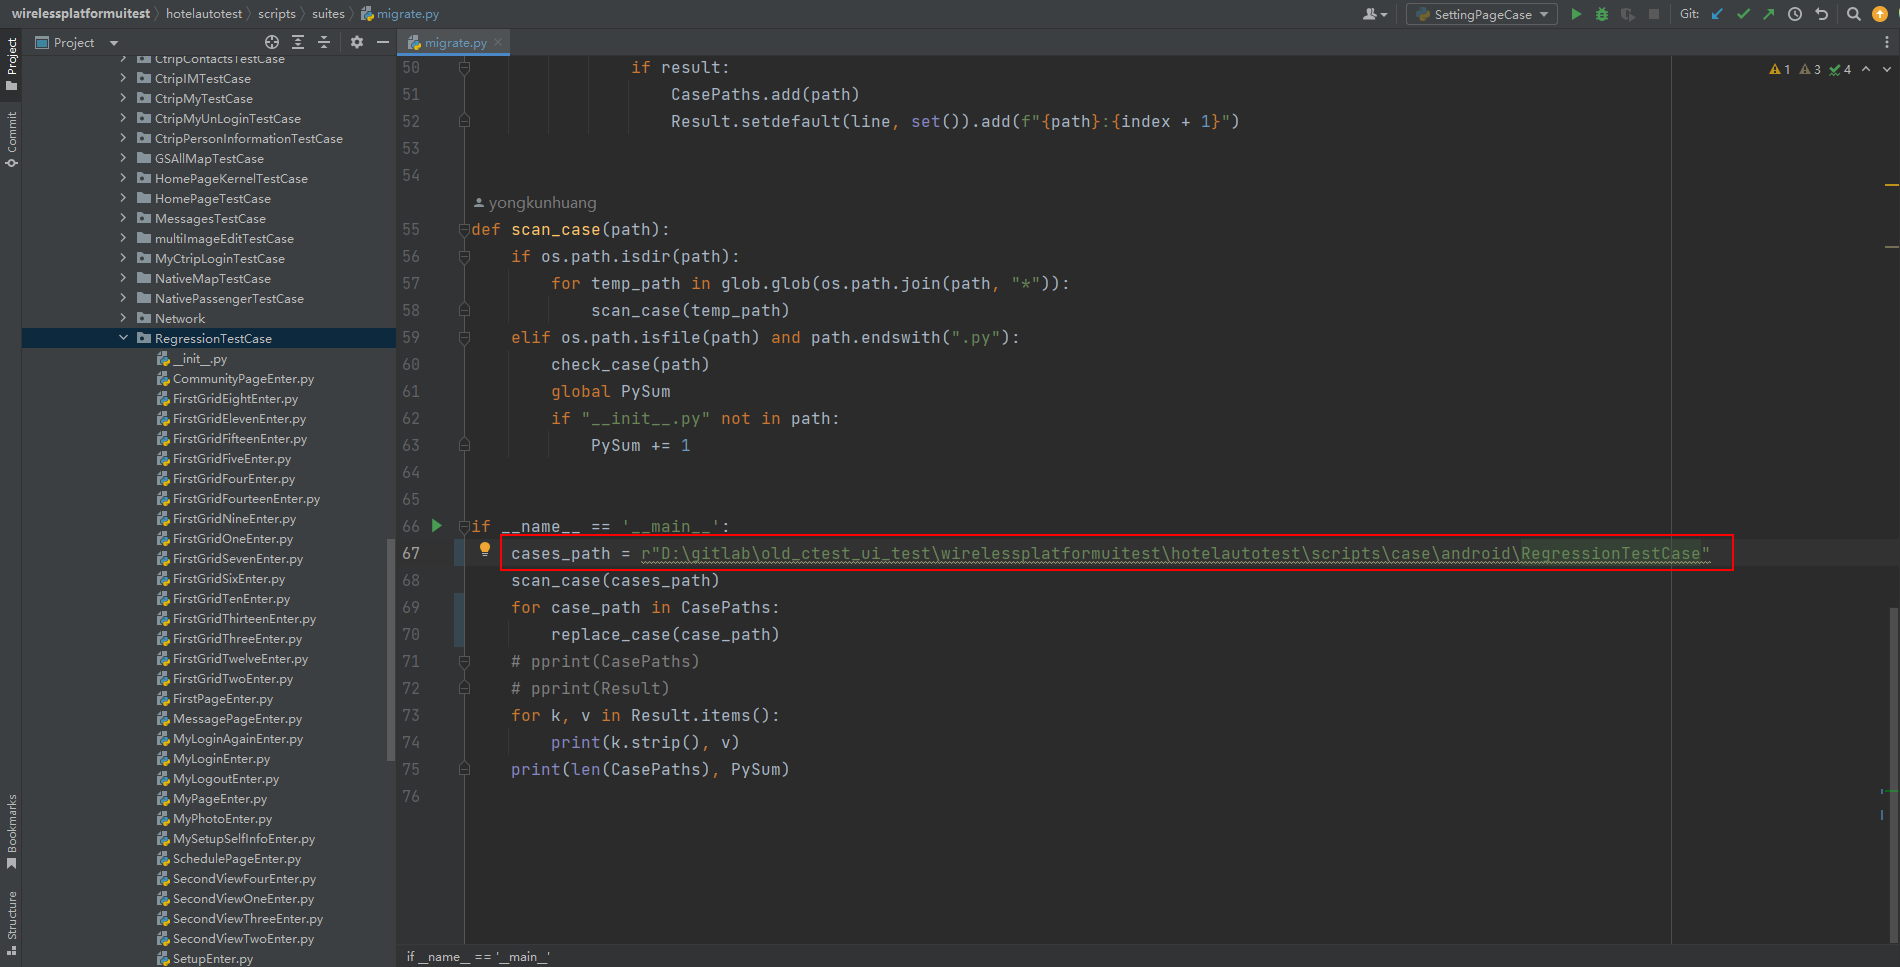 wirelessplatformuitest hotelautotest scripts suites migrate.py
SettingPageCase
Git:
Project
migrate.py
1 3 4
Project
Commit
Bookmarks
Structure
CtripContactsTestCase
CtripIMTestCase
CtripMyTestCase
CtripMyUnLoginTestCase
CtripPersonInformationTestCase
GSAllMapTestCase
HomePageKernelTestCase
HomePageTestCase
MessagesTestCase
multiImageEditTestCase
MyCtripLoginTestCase
NativeMapTestCase
NativePassengerTestCase
Network
RegressionTestCase
__init__.py
CommunityPageEnter.py
FirstGridEightEnter.py
FirstGridElevenEnter.py
FirstGridFifteenEnter.py
FirstGridFiveEnter.py
FirstGridFourEnter.py
FirstGridFourteenEnter.py
FirstGridNineEnter.py
FirstGridOneEnter.py
FirstGridSevenEnter.py
FirstGridSixEnter.py
FirstGridTenEnter.py
FirstGridThirteenEnter.py
FirstGridThreeEnter.py
FirstGridTwelveEnter.py
FirstGridTwoEnter.py
FirstPageEnter.py
MessagePageEnter.py
MyLoginAgainEnter.py
MyLoginEnter.py
MyLogoutEnter.py
MyPageEnter.py
MyPhotoEnter.py
MySetupSelfInfoEnter.py
SchedulePageEnter.py
SecondViewFourEnter.py
SecondViewOneEnter.py
SecondViewThreeEnter.py
SecondViewTwoEnter.py
SetupEnter.py
50 if result:
51 CasePaths.add(path)
52 Result.setdefault(line, set()).add(f"{path}:{index + 1}")
53
54
yongkunhuang
55 def scan_case(path):
56 if os.path.isdir(path):
57 for temp_path in glob.glob(os.path.join(path, "*")):
58 scan_case(temp_path)
59 elif os.path.isfile(path) and path.endswith(".py"):
60 check_case(path)
61 global PySum
62 if "__init__.py" not in path:
63 PySum += 1
64
65
66 if __name__ == '__main__':
67 cases_path = r"D:\gitlab\old_ctest_ui_test\wirelessplatformuitest\hotelautotest\scripts\case\android\RegressionTestCase"
68 scan_case(cases_path)
69 for case_path in CasePaths:
70 replace_case(case_path)
71 # pprint(CasePaths)
72 # pprint(Result)
73 for k, v in Result.items():
74 print(k.strip(), v)
75 print(len(CasePaths), PySum)
76
if __name__ == '__main__'